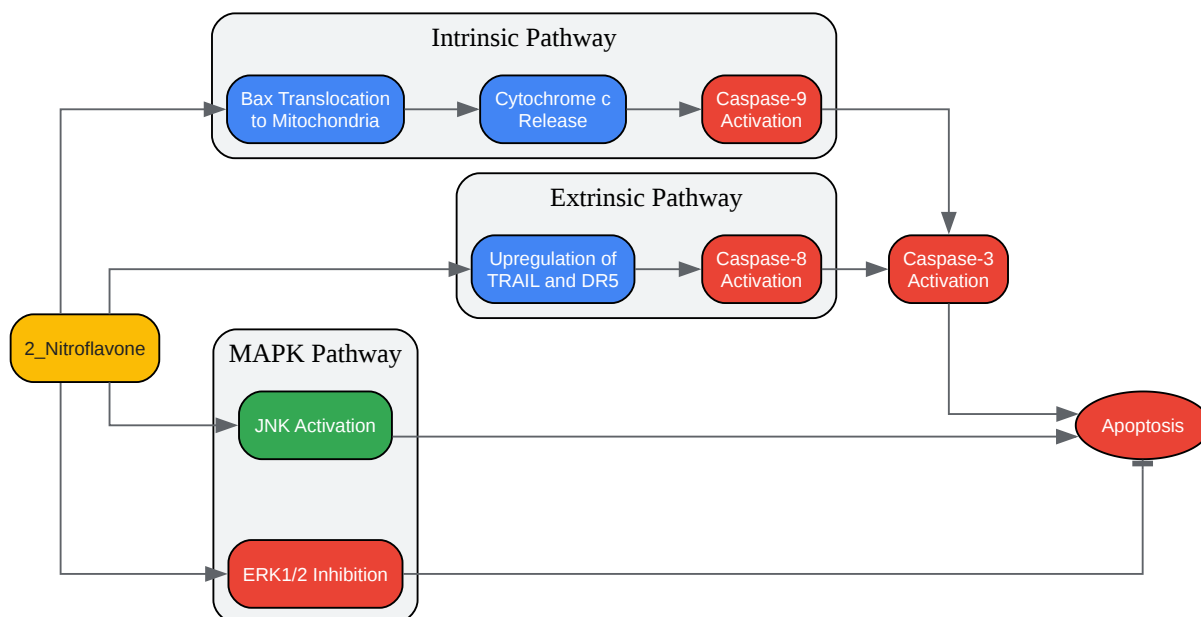 Intrinsic Pathway
Bax Translocation
to Mitochondria
Cytochrome c
Release
Caspase-9
Activation
Extrinsic Pathway
Upregulation of
TRAIL and DR5
Caspase-8
Activation
Caspase-3
Activation
2_Nitroflavone
MAPK Pathway
JNK Activation
Apoptosis
ERK1/2 Inhibition